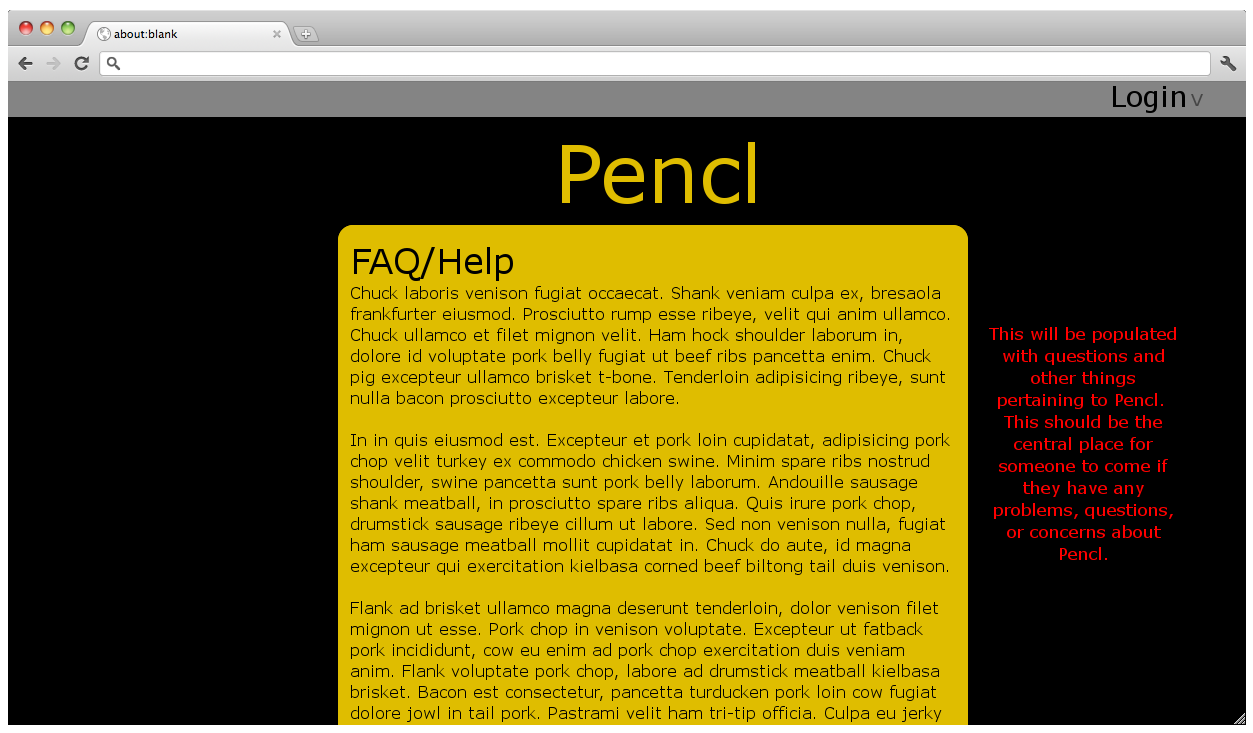 about:blank
Login v
Pencl
FAQ/Help
Chuck laboris venison fugiat occaecat. Shank veniam culpa ex, bresaola
frankfurter eiusmod. Prosciutto rump esse ribeye, velit qui anim ullamco.
Chuck ullamco et filet mignon velit. Ham hock shoulder laborum in,
dolore id voluptate pork belly fugiat ut beef ribs pancetta enim. Chuck
pig excepteur ullamco brisket t-bone. Tenderloin adipisicing ribeye, sunt
nulla bacon prosciutto excepteur labore.
In in quis eiusmod est. Excepteur et pork loin cupidatat, adipisicing pork
chop velit turkey ex commodo chicken swine. Minim spare ribs nostrud
shoulder, swine pancetta sunt pork belly laborum. Andouille sausage
shank meatball, in prosciutto spare ribs aliqua. Quis irure pork chop,
drumstick sausage ribeye cillum ut labore. Sed non venison nulla, fugiat
ham sausage meatball mollit cupidatat in. Chuck do aute, id magna
excepteur qui exercitation kielbasa corned beef biltong tail duis venison.
Flank ad brisket ullamco magna deserunt tenderloin, dolor venison filet
mignon ut esse. Pork chop in venison voluptate. Excepteur ut fatback
pork incididunt, cow eu enim ad pork chop exercitation duis veniam
anim. Flank voluptate pork chop, labore ad drumstick meatball kielbasa
brisket. Bacon est consectetur, pancetta turducken pork loin cow fugiat
dolore jowl in tail pork. Pastrami velit ham tri-tip officia. Culpa eu jerky
This will be populated
with questions and
other things
pertaining to Pencl.
This should be the
central place for
someone to come if
they have any
problems, questions,
or concerns about
Pencl.